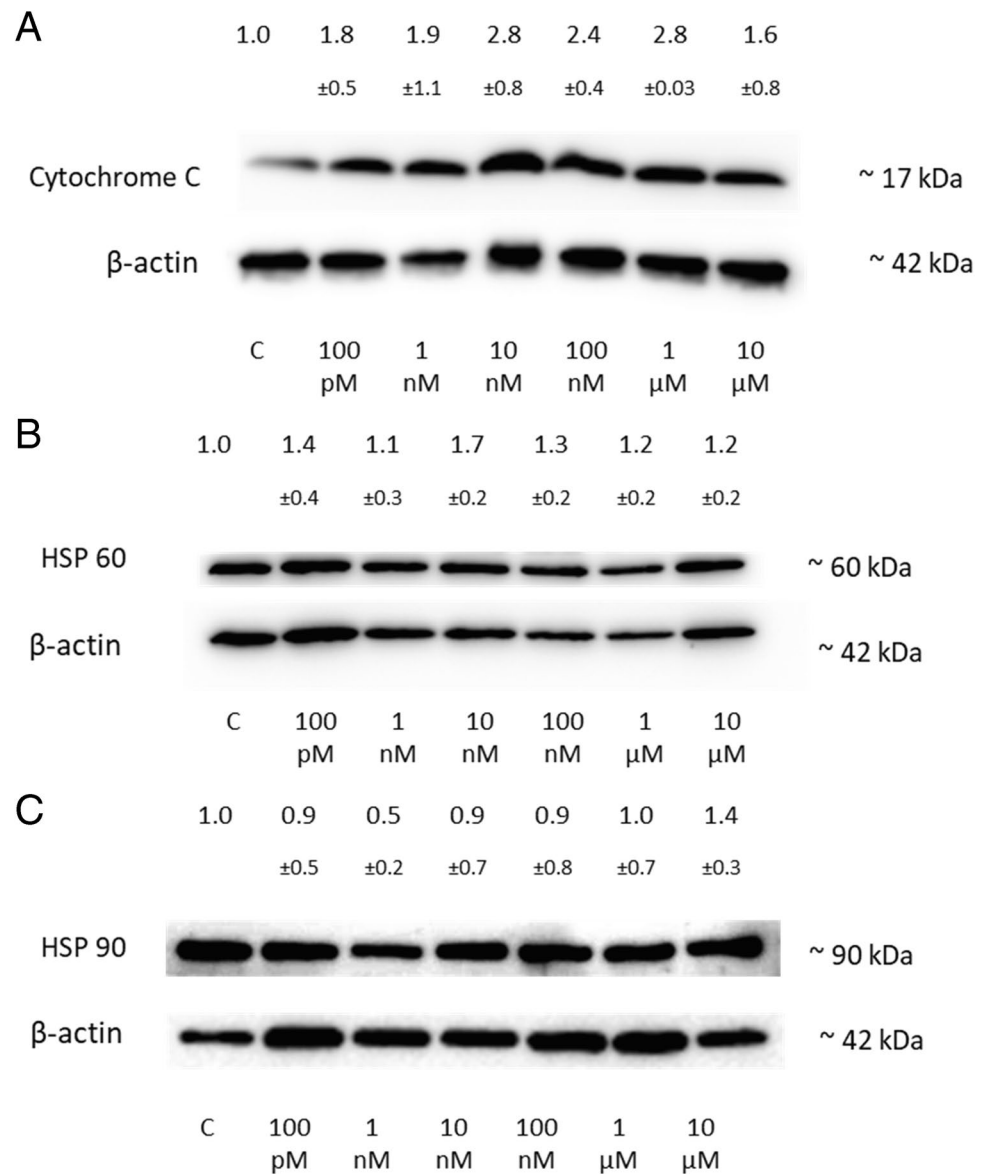 A
1.0 1.8 1.9 2.8 2.4 2.8 1.6
±0.5 ±1.1 ±0.8 ±0.4 ±0.03 ±0.8
Cytochrome C ~ 17 kDa
β-actin ~ 42 kDa
C 100 1 10 100 1 10
pM nM nM nM µM µM
B
1.0 1.4 1.1 1.7 1.3 1.2 1.2
±0.4 ±0.3 ±0.2 ±0.2 ±0.2 ±0.2
HSP 60 ~ 60 kDa
β-actin ~ 42 kDa
C 100 1 10 100 1 10
pM nM nM nM µM µM
C
1.0 0.9 0.5 0.9 0.9 1.0 1.4
±0.5 ±0.2 ±0.7 ±0.8 ±0.7 ±0.3
HSP 90 ~ 90 kDa
β-actin ~ 42 kDa
C 100 1 10 100 1 10
pM nM nM nM µM µM